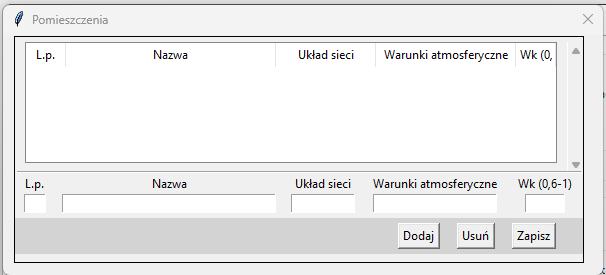 Pomieszczenia
L.p. Nazwa Układ sieci Warunki atmosferyczne Wk (0,
L.p. Nazwa Układ sieci Warunki atmosferyczne Wk (0,6-1)
Dodaj Usuń Zapisz